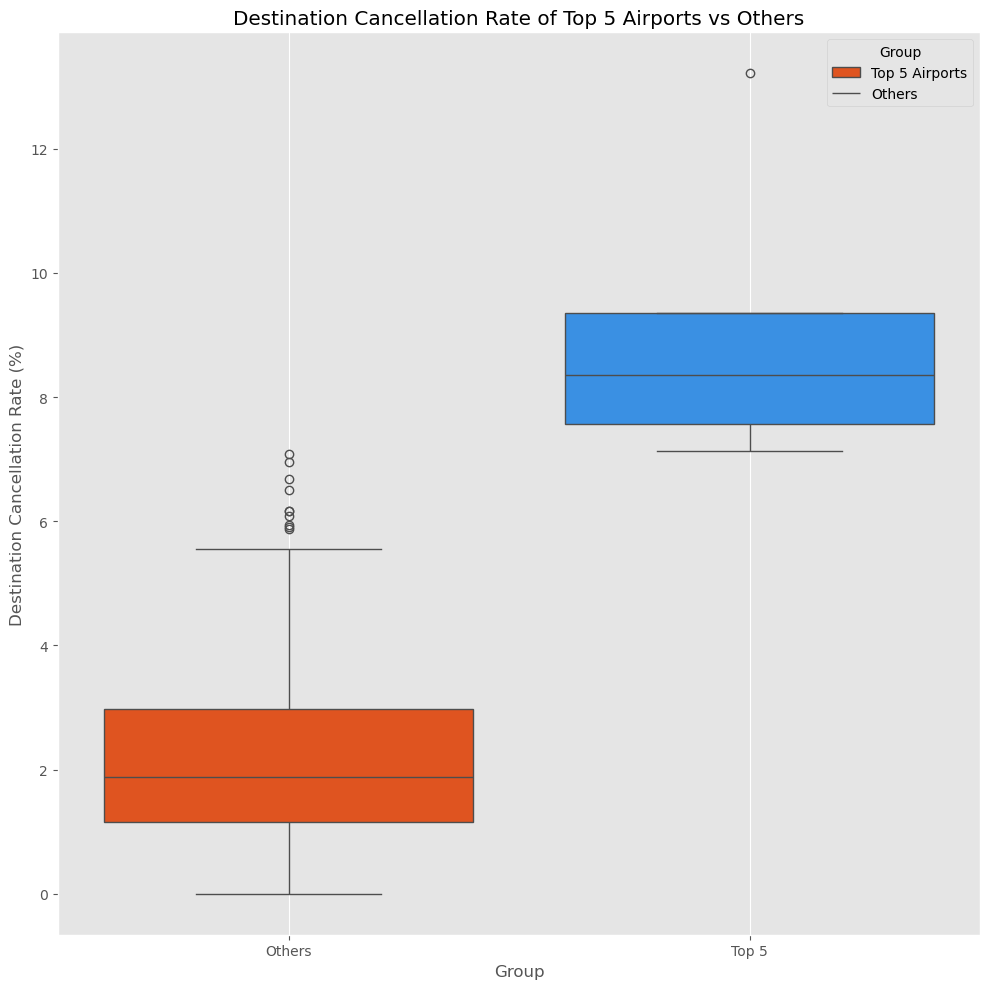 Destination Cancellation Rate of Top 5 Airports vs Others
Group
Top 5 Airports
Others
12
10
8
6
4
2
0
Destination Cancellation Rate (%)
Others
Top 5
Group